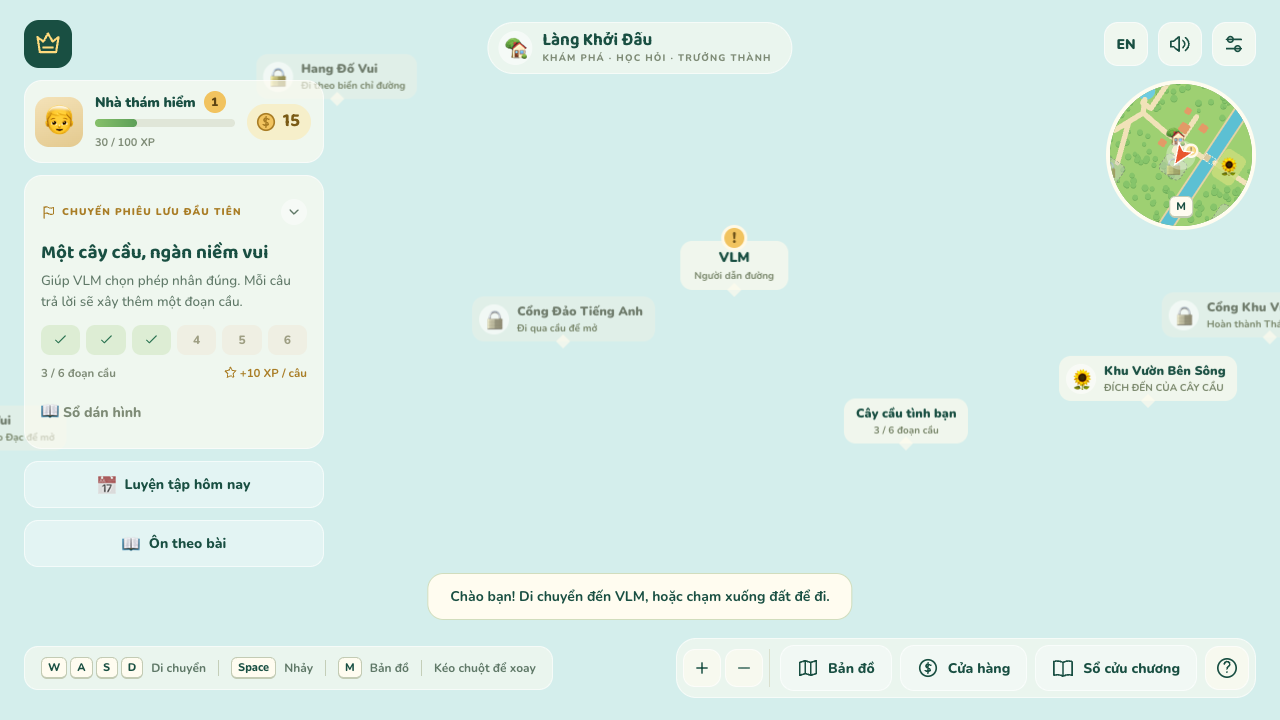 Làng Khởi Đầu
KHÁM PHÁ · HỌC HỎI · TRƯỞNG THÀNH
EN
Hang Đố Vui
Đi theo biển chỉ đường
Nhà thám hiểm 1
15
30 / 100 XP
CHUYẾN PHIÊU LƯU ĐẦU TIÊN
Một cây cầu, ngàn niềm vui
Giúp VLM chọn phép nhân đúng. Mỗi câu
trả lời sẽ xây thêm một đoạn cầu.
4 5 6
3 / 6 đoạn cầu
+10 XP / câu
Sổ dán hình
để mở
Luyện tập hôm nay
Ôn theo bài
M
!
VLM
Người dẫn đường
Cổng Đảo Tiếng Anh
Đi qua cầu để mở
Cổng Khu V
Hoàn thành
Khu Vườn Bên Sông
ĐÍCH ĐẾN CỦA CÂY CẦU
Cây cầu tình bạn
3 / 6 đoạn cầu
Chào bạn! Di chuyển đến VLM, hoặc chạm xuống đất để đi.
W A S D Di chuyển Space Nhảy M Bản đồ Kéo chuột để xoay
+ − Bản đồ Cửa hàng Sổ cửu chương ?